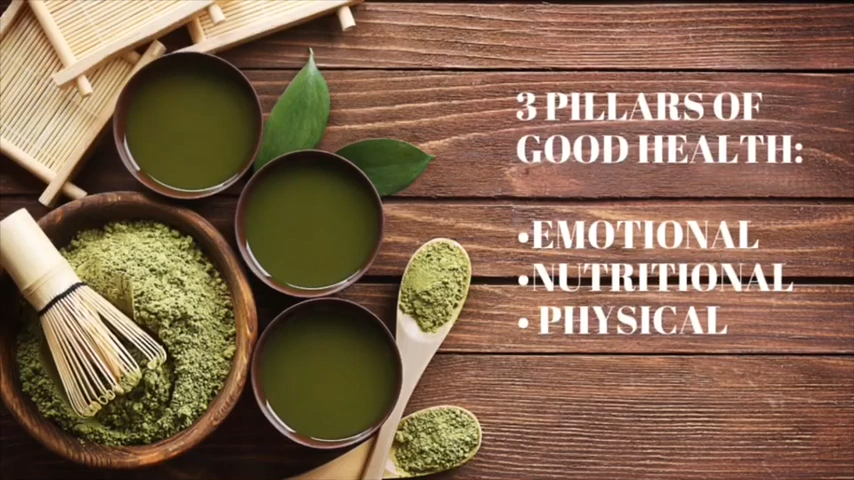 3 PILLARS OF
GOOD HEALTH:
•EMOTIONAL
•NUTRITIONAL
• PHYSICAL